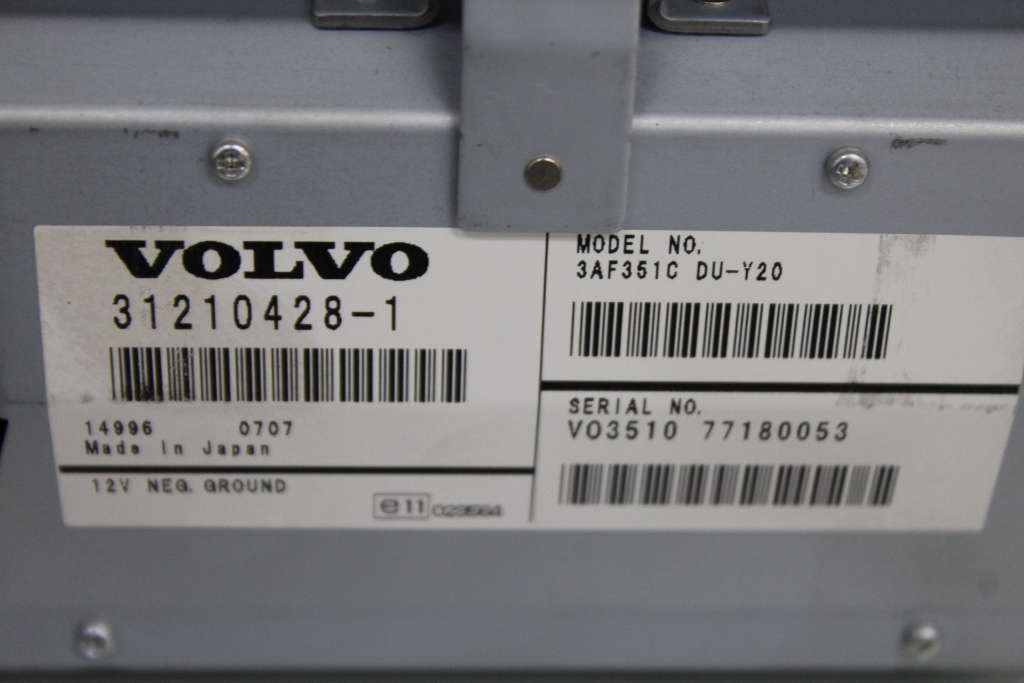 VOLVO
31210428-1
14996 0707
Made In Japan
12V NEG. GROUND
e11 023564
MODEL NO.
3AF351C DU-Y20
SERIAL NO.
VO3510 77180053